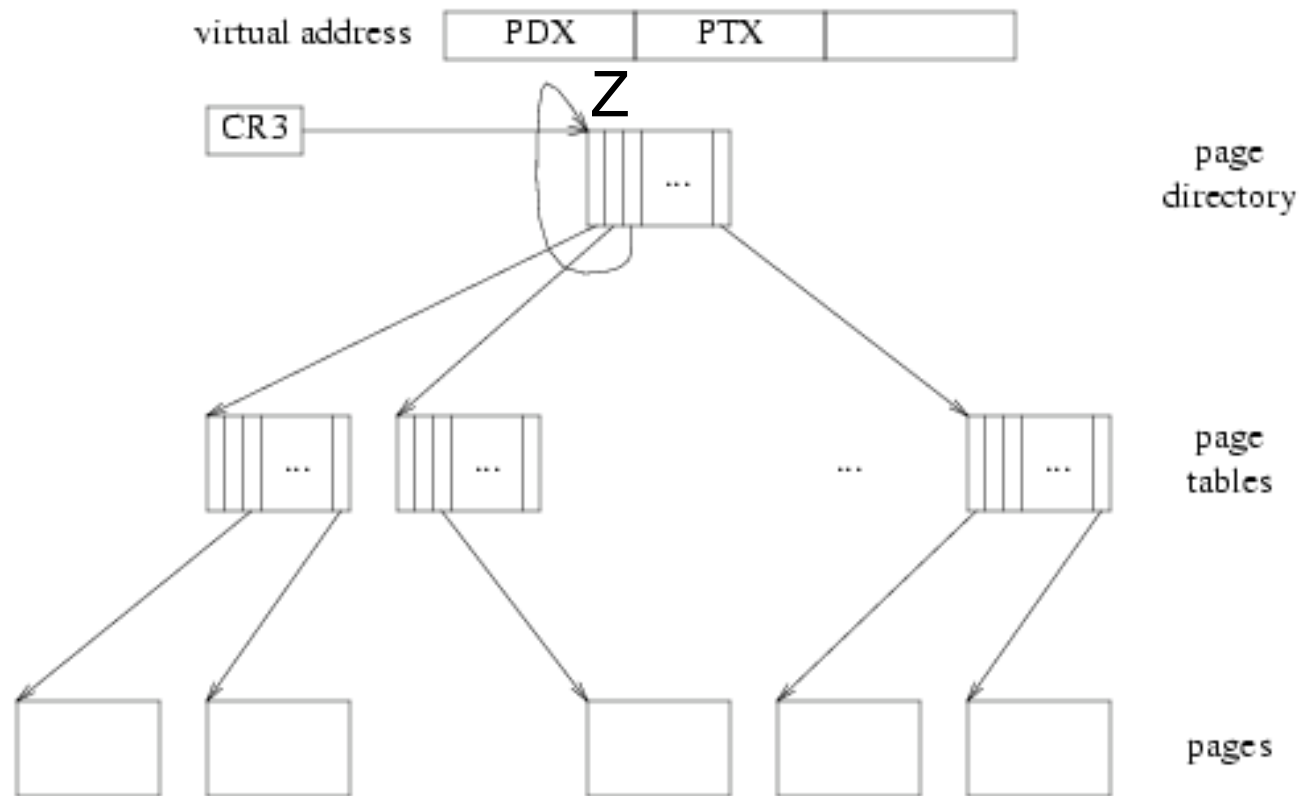 virtual address PDX PTX
Z
CR3
...
page
directory
... ... ... ...
page
tables
pages